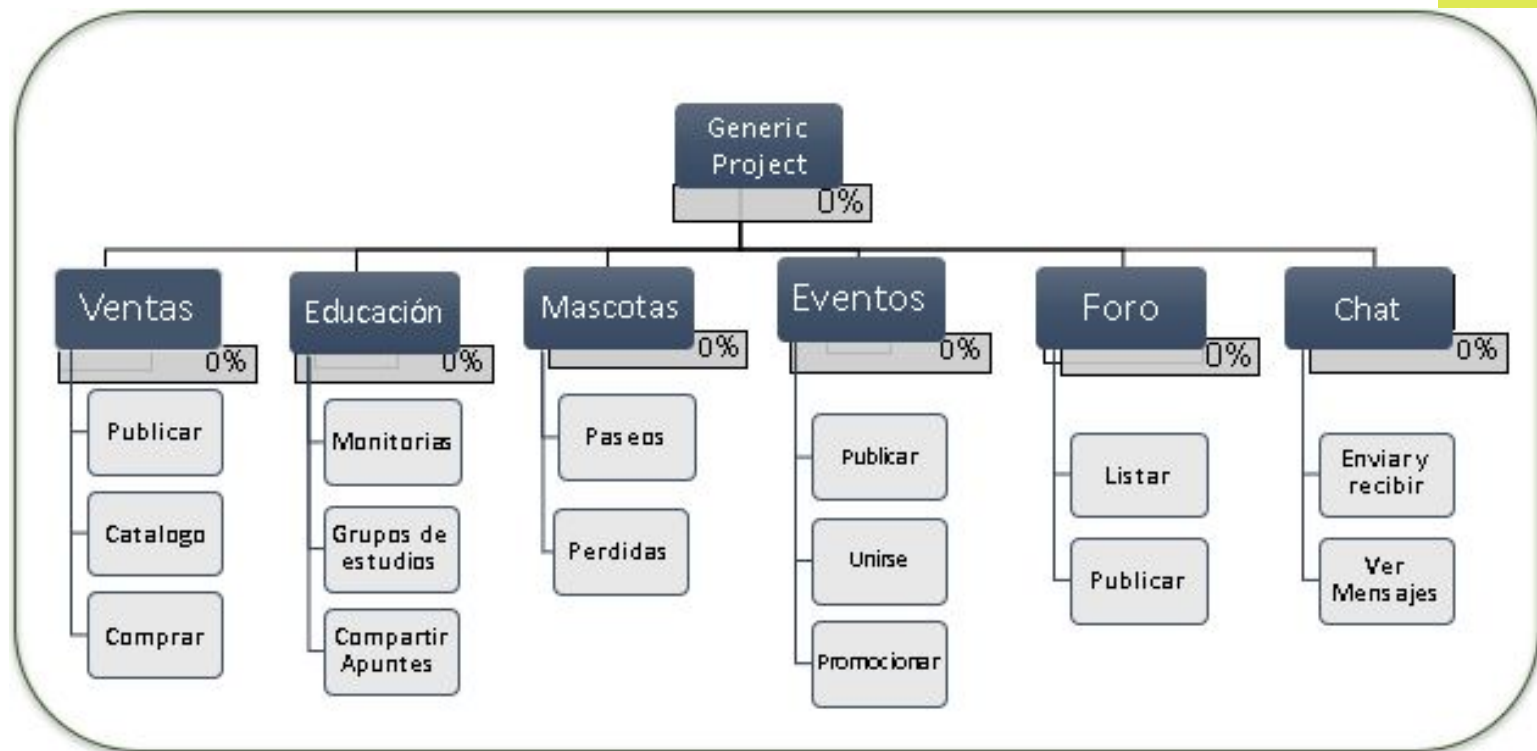 Generic
Project
0%
Ventas
0%
Publicar
Catalogo
Comprar
Educación
0%
Monitorias
Grupos de
estudios
Compartir
Apuntes
Mascotas
0%
Paseos
Perdidas
Eventos
0%
Publicar
Unirse
Promocionar
Foro
0%
Listar
Publicar
Chat
0%
Enviar y
recibir
Ver
Mensajes